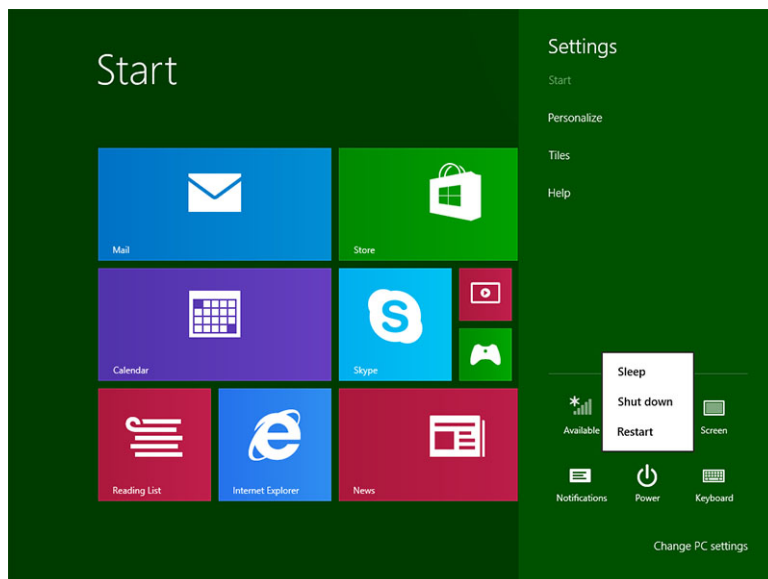 Start
Mail
Store
Calendar
Skype
Reading List
Internet Explorer
News
Settings
Start
Personalize
Tiles
Help
Sleep
Shut down
Restart
Available
Screen
Notifications
Power
Keyboard
Change PC settings